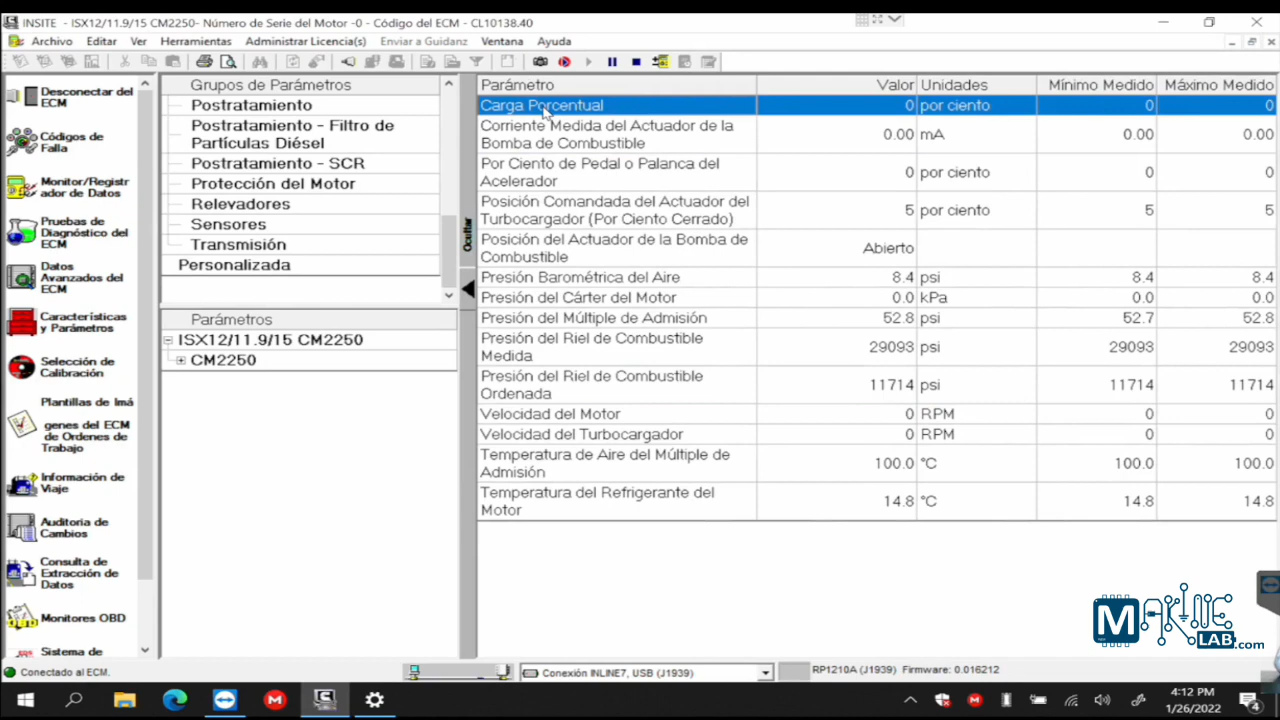 INSITE - ISX12/11.9/15 CM2250- Número de Serie del Motor -0 - Código del ECM - CL10138.40
Archivo Editar Ver Herramientas Administrar Licencia(s) Enviar a Guidanz Ventana Ayuda
Desconectar del
ECM
Códigos de
Falla
Monitor/Registr
ador de Datos
Pruebas de
Diagnóstico del
ECM
Datos
Avanzados del
ECM
Características
y Parámetros
Selección de
Calibración
Plantillas de Imá
genes del ECM
de Ordenes de
Trabajo
Información de
Viaje
Auditoria de
Cambios
Consulta de
Extracción de
Datos
Monitores OBD
Sistema de
Grupos de Parámetros
Postratamiento
Postratamiento - Filtro de
Partículas Diésel
Postratamiento - SCR
Protección del Motor
Relevadores
Sensores
Transmisión
Personalizada
Parámetros
ISX12/11.9/15 CM2250
CM2250
Ocultar
Parámetro Valor Unidades Mínimo Medido Máximo Medido
Carga Porcentual 0 por ciento 0 0
Corriente Medida del Actuador de la
Bomba de Combustible 0.00 mA 0.00 0.00
Por Ciento de Pedal o Palanca del
Acelerador 0 por ciento 0 0
Posición Comandada del Actuador del
Turbocargador (Por Ciento Cerrado) 5 por ciento 5 5
Posición del Actuador de la Bomba de
Combustible Abierto
Presión Barométrica del Aire 8.4 psi 8.4 8.4
Presión del Cárter del Motor 0.0 kPa 0.0 0.0
Presión del Múltiple de Admisión 52.8 psi 52.7 52.8
Presión del Riel de Combustible
Medida 29093 psi 29093 29093
Presión del Riel de Combustible
Ordenada 11714 psi 11714 11714
Velocidad del Motor 0 RPM 0 0
Velocidad del Turbocargador 0 RPM 0 0
Temperatura de Aire del Múltiple de
Admisión 100.0 °C 100.0 100.0
Temperatura del Refrigerante del
Motor 14.8 °C 14.8 14.8
MAKINE
LAB.com
Conectado al ECM. Conexión INLINE7, USB (J1939) RP1210A (J1939) Firmware: 0.016212
4:12 PM
1/26/2022
4